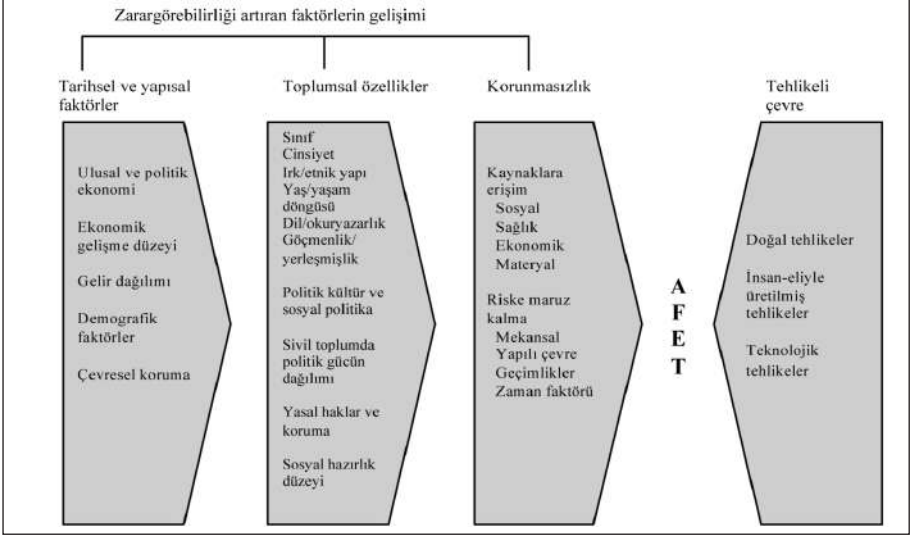 Zarargörebilirliği artıran faktörlerin gelişimi
Tarihsel ve yapısal
faktörler
Ulusal ve politik
ekonomi
Ekonomik
gelişme düzeyi
Gelir dağılımı
Demografik
faktörler
Çevresel koruma
Toplumsal özellikler
Sınıf
Cinsiyet
Irk/etnik yapı
Yaş/yaşam
döngüsü
Dil/okuryazarlık
Göçmenlik/
yerleşmişlik
Politik kültür ve
sosyal politika
Sivil toplumda
politik gücün
dağılımı
Yasal haklar ve
koruma
Sosyal hazırlık
düzeyi
Korunmasızlık
Kaynaklara
erişim
Sosyal
Sağlık
Ekonomik
Materyal
Riske maruz
kalma
Mekansal
Yapılı çevre
Geçimlikler
Zaman faktörü
A
F
E
T
Tehlikeli
çevre
Doğal tehlikeler
İnsan-eliyle
üretilmiş
tehlikeler
Teknolojik
tehlikeler